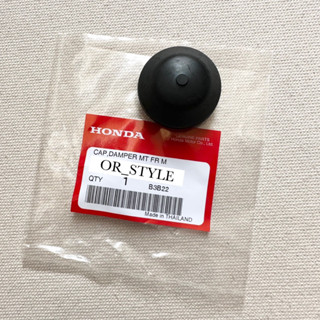 HONDA
CAP,DAMPER MT FR M
OR_STYLE
QTY 1 B3B22
Made in THAILAND